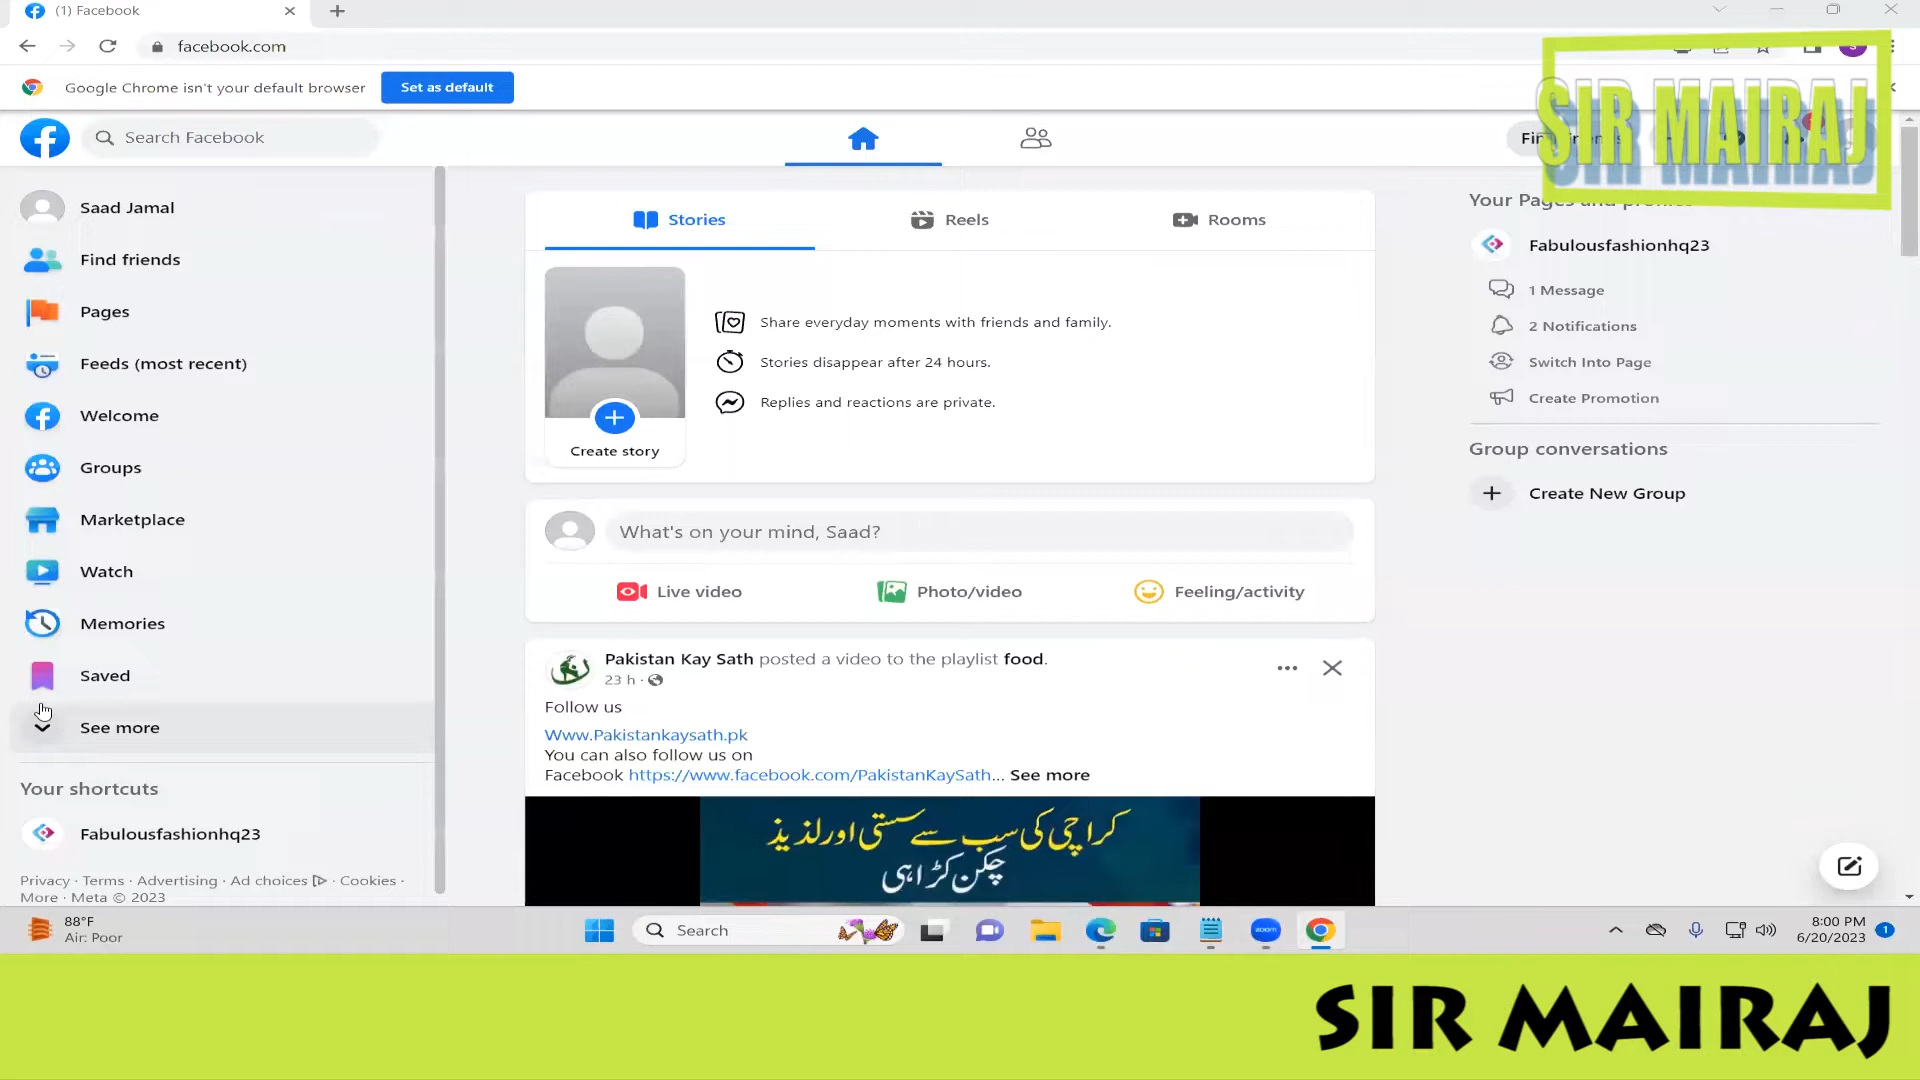 (1) Facebook
facebook.com
Google Chrome isn't your default browser
Set as default
SIR MAIRAJ
Search Facebook
Saad Jamal
Find friends
Pages
Feeds (most recent)
Welcome
Groups
Marketplace
Watch
Memories
Saved
See more
Your shortcuts
Fabulousfashionhq23
Privacy · Terms · Advertising · Ad choices · Cookies ·
More · Meta © 2023
Stories
Reels
Rooms
Create story
Share everyday moments with friends and family.
Stories disappear after 24 hours.
Replies and reactions are private.
What's on your mind, Saad?
Live video
Photo/video
Feeling/activity
Pakistan Kay Sath posted a video to the playlist food.
23 h ·
Follow us
Www.Pakistankaysath.pk
You can also follow us on
Facebook https://www.facebook.com/PakistanKaySath... See more
کراچی کی سب سے سستی اور لذیذ
چکن کڑاہی
Your Pages and profiles
Fabulousfashionhq23
1 Message
2 Notifications
Switch Into Page
Create Promotion
Group conversations
Create New Group
88°F
Air: Poor
Search
zoom
8:00 PM
6/20/2023
1
SIR MAIRAJ